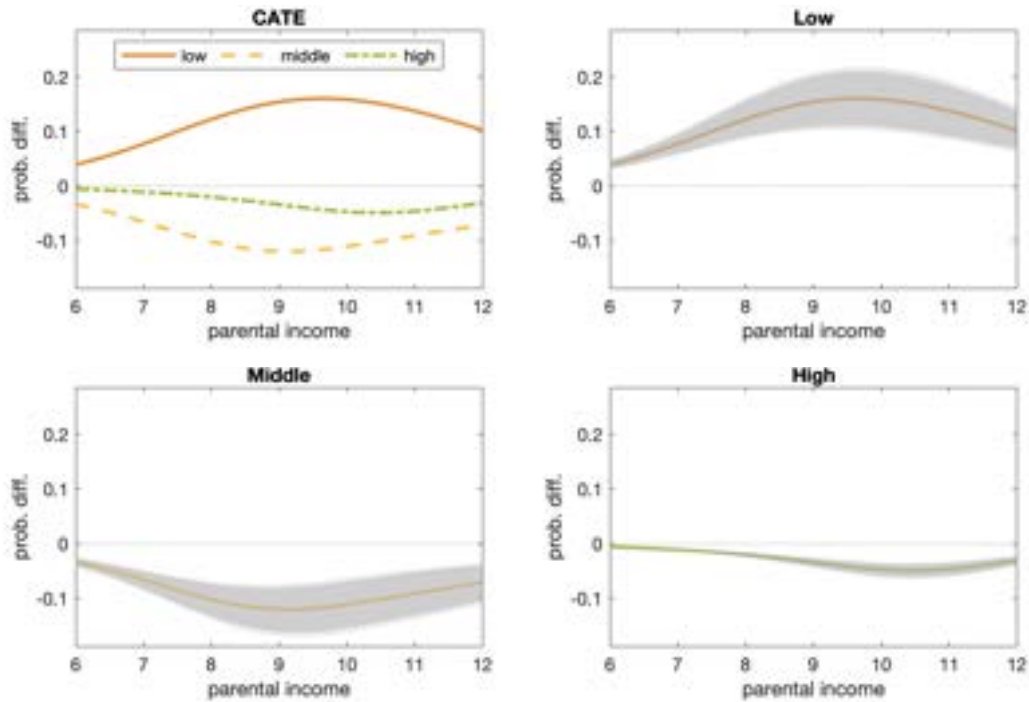 CATE
low middle high
prob. diff.
0.2
0.1
0
-0.1
6 7 8 9 10 11 12
parental income
Low
prob. diff.
0.2
0.1
0
-0.1
6 7 8 9 10 11 12
parental income
Middle
prob. diff.
0.2
0.1
0
-0.1
6 7 8 9 10 11 12
parental income
High
prob. diff.
0.2
0.1
0
-0.1
6 7 8 9 10 11 12
parental income